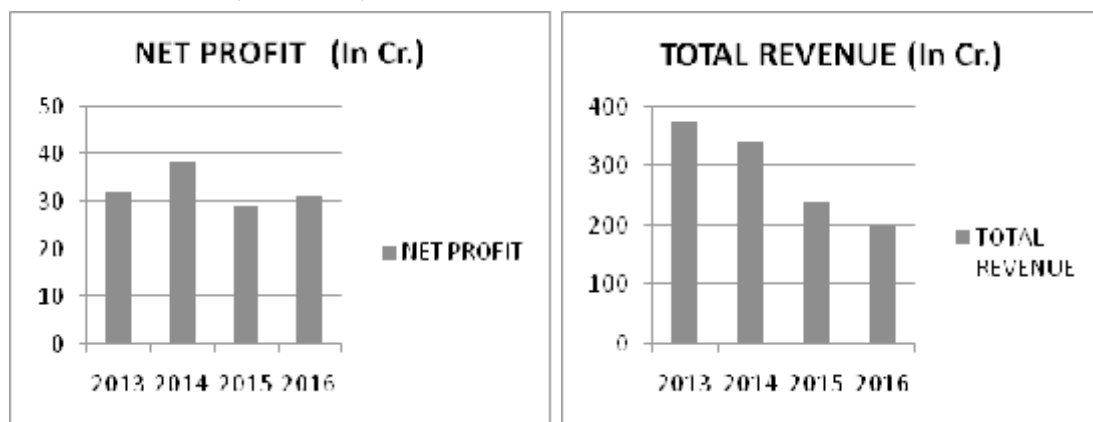 NET PROFIT (In Cr.)
50
40
30
20
10
0
2013 2014 2015 2016
NET PROFIT
TOTAL REVENUE (In Cr.)
400
300
200
100
0
2013 2014 2015 2016
TOTAL
REVENUE